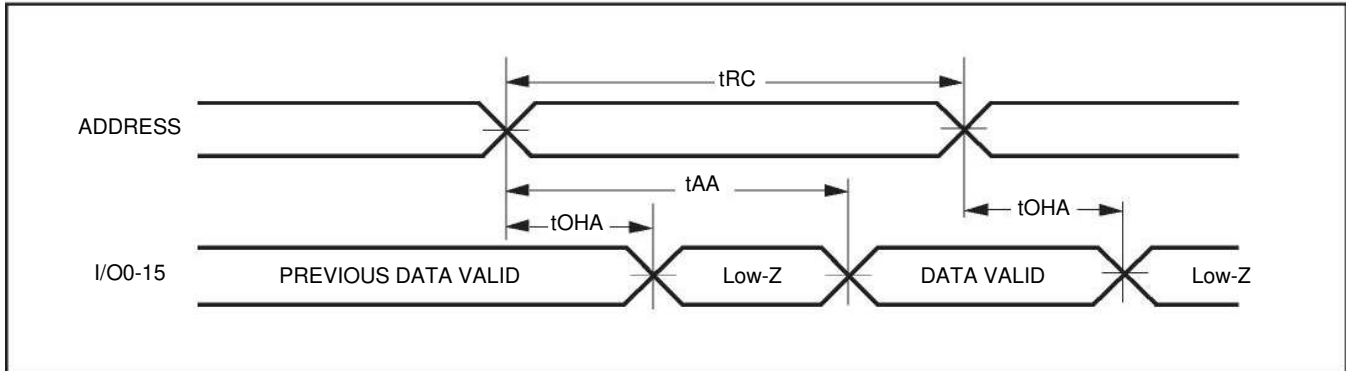 tRC
ADDRESS
tAA
tOHA
tOHA
I/O0-15
PREVIOUS DATA VALID
Low-Z
DATA VALID
Low-Z